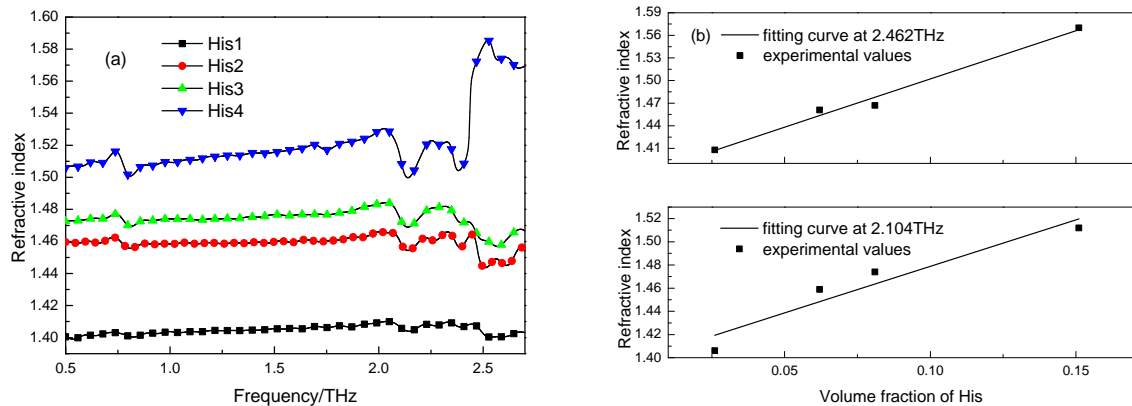 (a)
His1
His2
His3
His4
1.60
1.58
1.56
1.54
1.52
1.50
1.48
1.46
1.44
1.42
1.40
Refractive index
0.5 1.0 1.5 2.0 2.5
Frequency/THz
(b)
fitting curve at 2.462THz
experimental values
1.59
1.56
1.53
1.50
1.47
1.44
1.41
Refractive index
fitting curve at 2.104THz
experimental values
1.52
1.50
1.48
1.46
1.44
1.42
1.40
Refractive index
0.05 0.10 0.15
Volume fraction of His